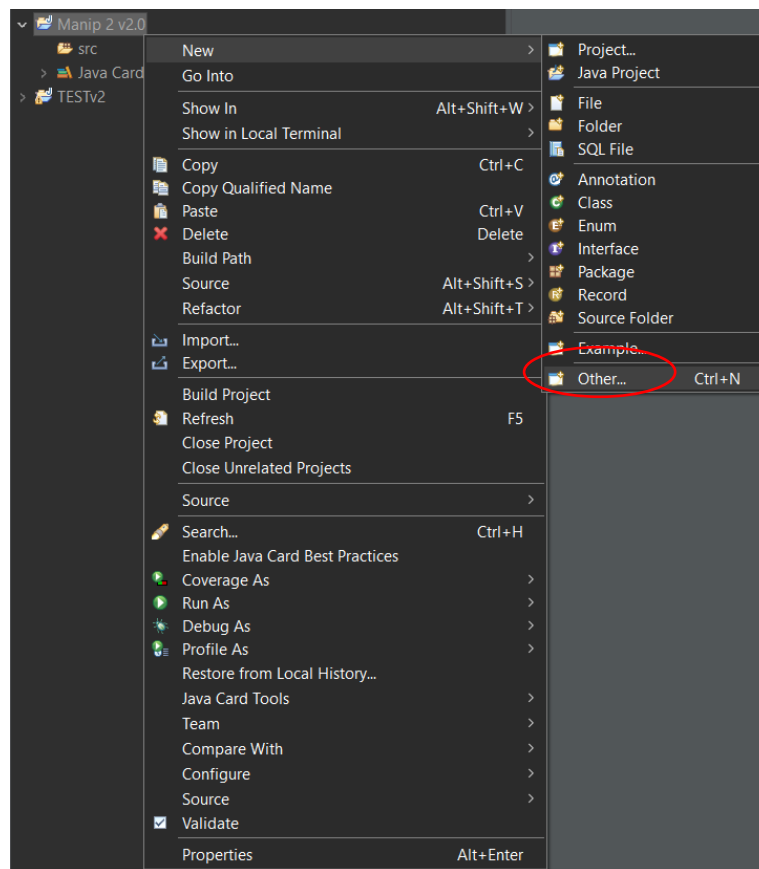 Manip 2 v2.0
src
Java Card
TESTv2
New
Go Into
Show In Alt+Shift+W
Show in Local Terminal
Copy Ctrl+C
Copy Qualified Name
Paste Ctrl+V
Delete Delete
Build Path
Source Alt+Shift+S
Refactor Alt+Shift+T
Import...
Export...
Build Project
Refresh F5
Close Project
Close Unrelated Projects
Source
Search... Ctrl+H
Enable Java Card Best Practices
Coverage As
Run As
Debug As
Profile As
Restore from Local History...
Java Card Tools
Team
Compare With
Configure
Source
Validate
Properties Alt+Enter
Project...
Java Project
File
Folder
SQL File
Annotation
Class
Enum
Interface
Package
Record
Source Folder
Example...
Other... Ctrl+N